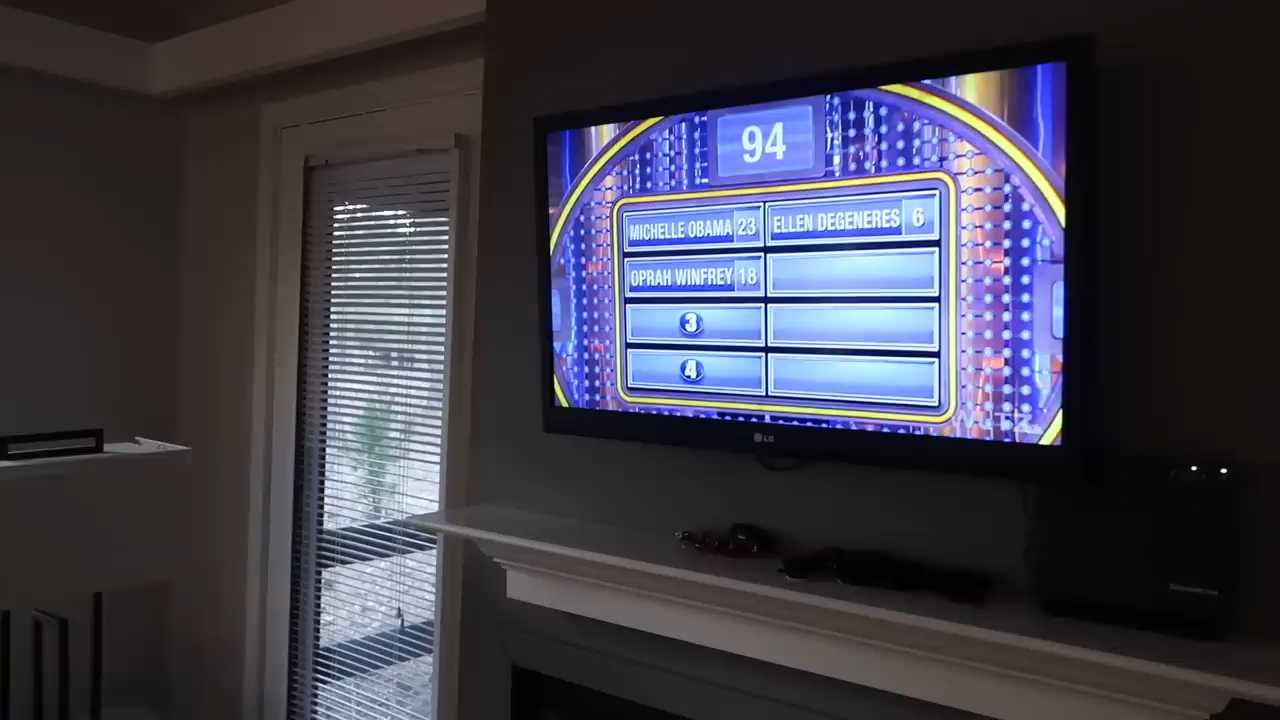 94
MICHELLE OBAMA 23
ELLEN DEGENERES 6
OPRAH WINFREY 18
3
4
LG